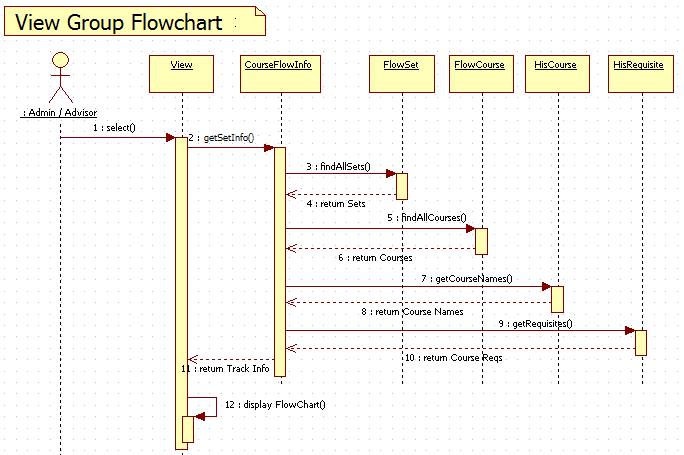 View Group Flowchart :
View
CourseFlowInfo
FlowSet
FlowCourse
HisCourse
HisRequisite
: Admin / Advisor
1 : select()
2 : getSetInfo()
3 : findAllSets()
4 : return Sets
5 : findAllCourses()
6 : return Courses
7 : getCourseNames()
8 : return Course Names
9 : getRequisites()
10 : return Course Reqs
11 : return Track Info
12 : display FlowChart()